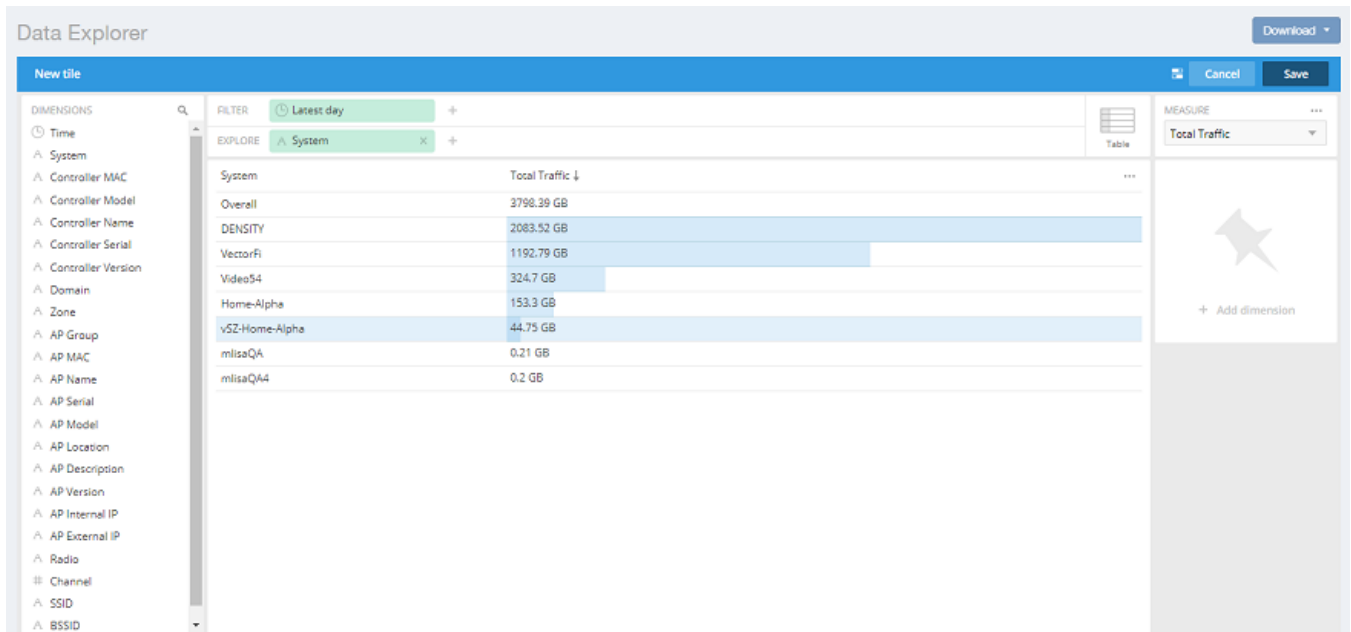 Data Explorer
Download
New tile
Cancel
Save
DIMENSIONS
Time
System
Controller MAC
Controller Model
Controller Name
Controller Serial
Controller Version
Domain
Zone
AP Group
AP MAC
AP Name
AP Serial
AP Model
AP Location
AP Description
AP Version
AP Internal IP
AP External IP
Radio
Channel
SSID
BSSID
FILTER Latest day +
EXPLORE System x +
Table
System Total Traffic ↓ ...
Overall 3798.39 GB
DENSITY 2083.52 GB
VectorFi 1192.79 GB
Video54 324.7 GB
Home-Alpha 153.3 GB
vSZ-Home-Alpha 44.75 GB
mlisaQA 0.21 GB
mlisaQA4 0.2 GB
MEASURE ...
Total Traffic
+ Add dimension